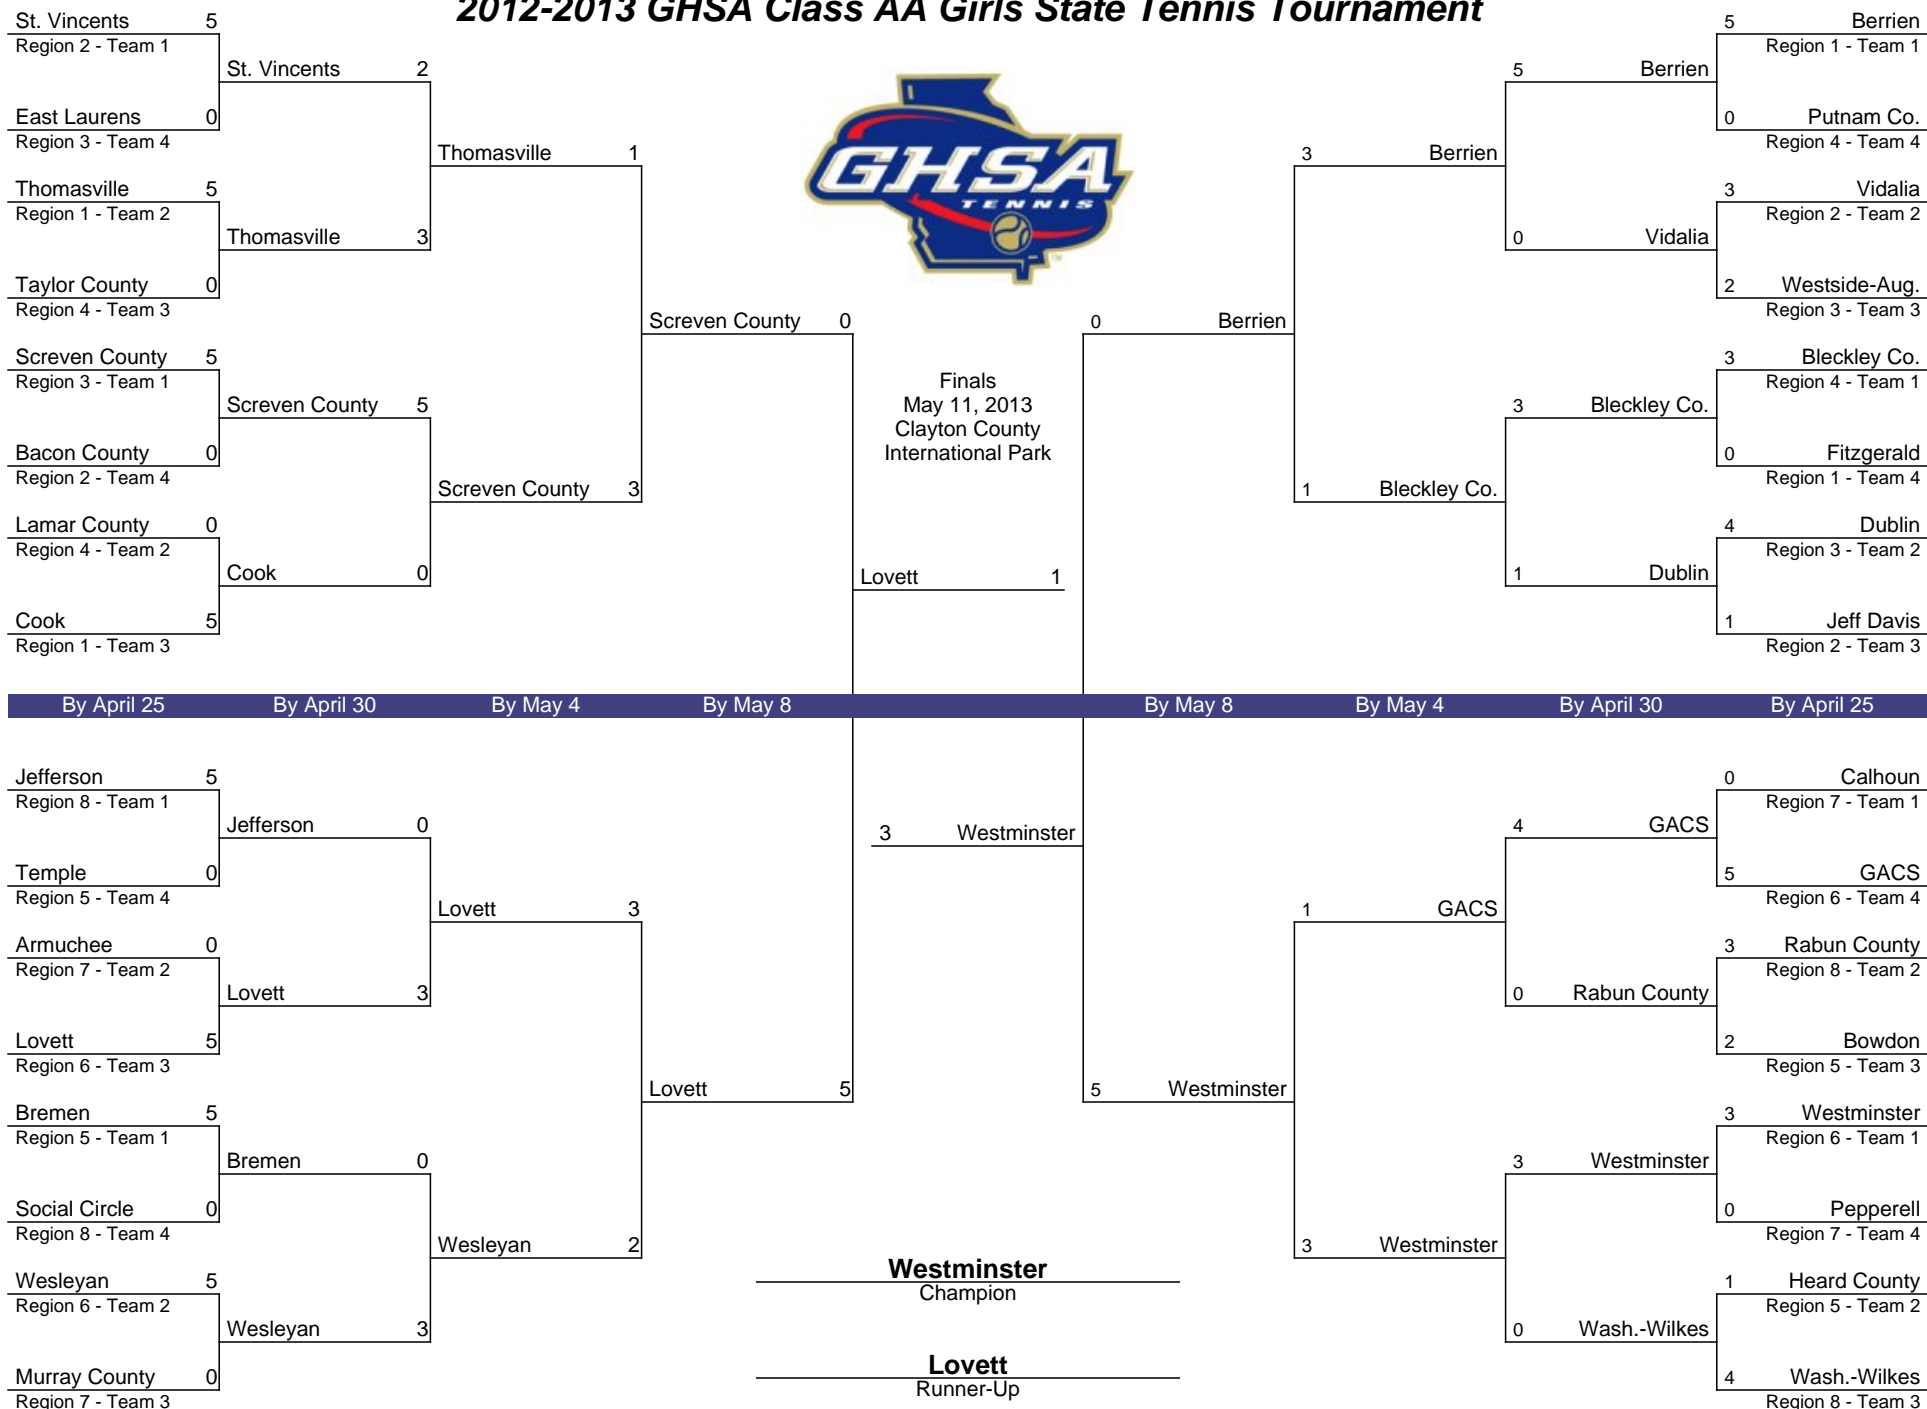 2012-2013 GHSA Class AA Girls State Tennis Tournament
St. Vincents 5
Region 2 - Team 1
East Laurens 0
Region 3 - Team 4
Thomasville 5
Region 1 - Team 2
Taylor County 0
Region 4 - Team 3
Screven County 5
Region 3 - Team 1
Bacon County 0
Region 2 - Team 4
Lamar County 0
Region 4 - Team 2
Cook 5
Region 1 - Team 3
St. Vincents 2
Thomasville 3
Screven County 5
Cook 0
Thomasville 1
Screven County 3
Screven County 0
GHSA
TENNIS
TM
Finals
May 11, 2013
Clayton County
International Park
Lovett 1
0 Berrien
3 Berrien
1 Bleckley Co.
5 Berrien
0 Vidalia
3 Bleckley Co.
1 Dublin
5 Berrien
Region 1 - Team 1
0 Putnam Co.
Region 4 - Team 4
3 Vidalia
Region 2 - Team 2
2 Westside-Aug.
Region 3 - Team 3
3 Bleckley Co.
Region 4 - Team 1
0 Fitzgerald
Region 1 - Team 4
4 Dublin
Region 3 - Team 2
1 Jeff Davis
Region 2 - Team 3
By April 25 By April 30 By May 4 By May 8 By May 8 By May 4 By April 30 By April 25
Jefferson 5
Region 8 - Team 1
Temple 0
Region 5 - Team 4
Armuchee 0
Region 7 - Team 2
Lovett 5
Region 6 - Team 3
Bremen 5
Region 5 - Team 1
Social Circle 0
Region 8 - Team 4
Wesleyan 5
Region 6 - Team 2
Murray County 0
Region 7 - Team 3
Jefferson 0
Lovett 3
Bremen 0
Wesleyan 3
Lovett 3
Wesleyan 2
Lovett 5
3 Westminster
Westminster
Champion
Lovett
Runner-Up
5 Westminster
1 GACS
3 Westminster
4 GACS
0 Rabun County
3 Westminster
0 Wash.-Wilkes
0 Calhoun
Region 7 - Team 1
5 GACS
Region 6 - Team 4
3 Rabun County
Region 8 - Team 2
2 Bowdon
Region 5 - Team 3
3 Westminster
Region 6 - Team 1
0 Pepperell
Region 7 - Team 4
1 Heard County
Region 5 - Team 2
4 Wash.-Wilkes
Region 8 - Team 3